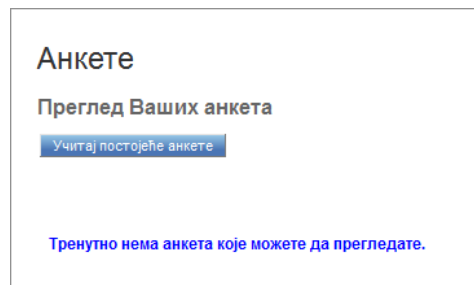 Анкете
Преглед Ваших анкета
Учитај постојеће анкете
Тренутно нема анкета које можете да прегледате.